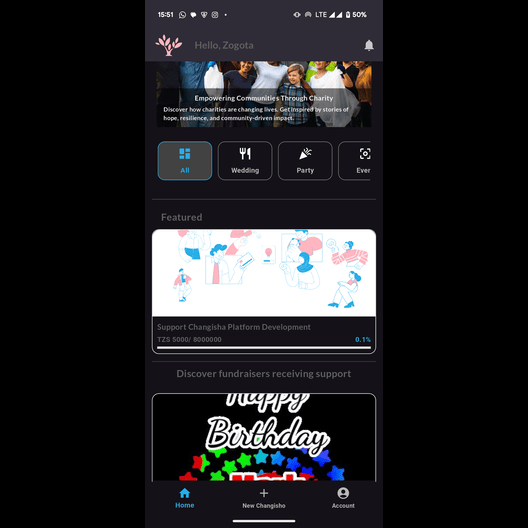 15:51
LTE 50%
Hello, Zogota
Empowering Communities Through Charity
Discover how charities are changing lives. Get inspired by stories of
hope, resilience, and community-driven impact.
All
Wedding
Party
Featured
Support Changisha Platform Development
TZS 5000/ 8000000
0.1%
Discover fundraisers receiving support
Happy
Birthday
Home
New Changisho
Account